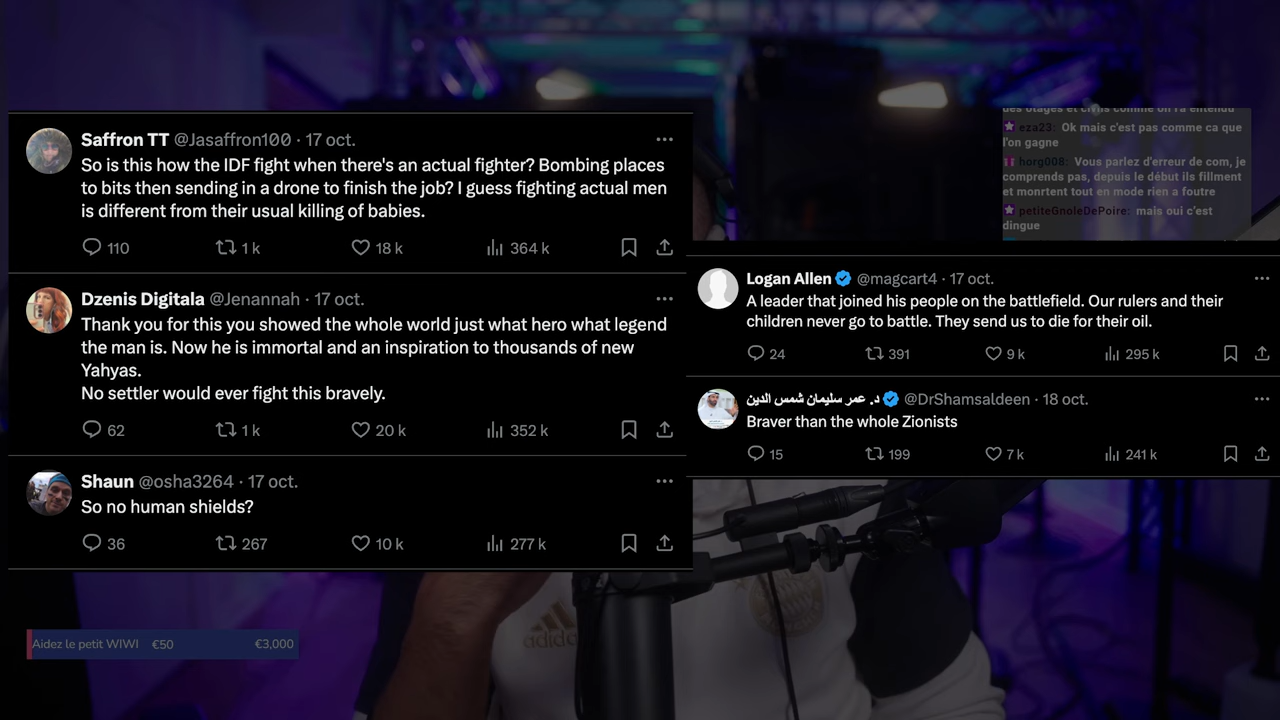 Saffron TT @Jasaffron100 · 17 oct.
So is this how the IDF fight when there's an actual fighter? Bombing places
to bits then sending in a drone to finish the job? I guess fighting actual men
is different from their usual killing of babies.
110 1 k 18 k 364 k
Dzenis Digitala @Jenannah · 17 oct.
Thank you for this you showed the whole world just what hero what legend
the man is. Now he is immortal and an inspiration to thousands of new
Yahyas.
No settler would ever fight this bravely.
62 1 k 20 k 352 k
Shaun @osha3264 · 17 oct.
So no human shields?
36 267 10 k 277 k
des otages et civils comme on l'a entendu
eza23: Ok mais c'est pas comme ca que
l'on gagne
horg008: Vous parlez d'erreur de com, je
comprends pas, depuis le début ils filment
et monrtent tout en mode rien a foutre
petiteGnoleDePoire: mais oui c'est
dingue
Logan Allen @magcart4 · 17 oct.
A leader that joined his people on the battlefield. Our rulers and their
children never go to battle. They send us to die for their oil.
24 391 9 k 295 k
د. عمر سليمان شمس الدين @DrShamsaldeen · 18 oct.
Braver than the whole Zionists
15 199 7 k 241 k
adidas
Aidez le petit WIWI €50 €3,000